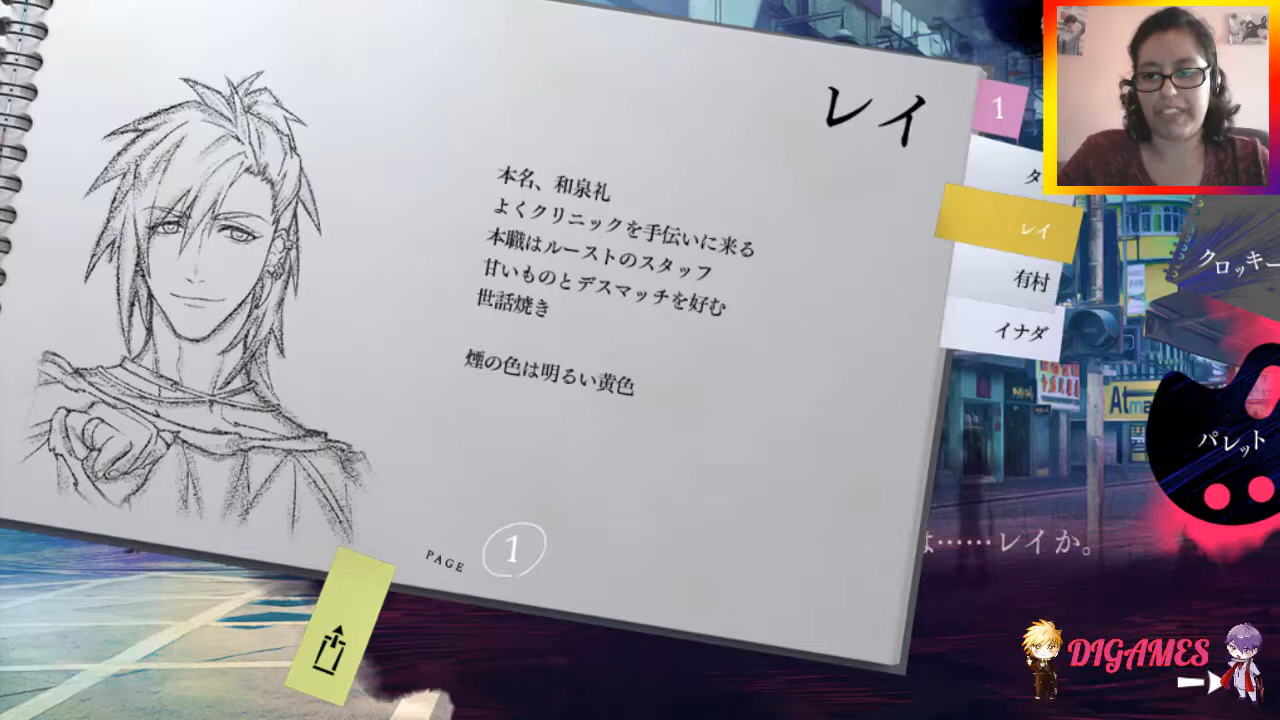 レイ
本名、和泉礼
よくクリニックを手伝いに来る
本職はルーストのスタッフ
甘いものとデスマッチを好む
世話焼き
煙の色は明るい黄色
PAGE 1
1
タ
レイ
有村
イナダ
クロッキー
パレット
は……レイか。
DIGAMES